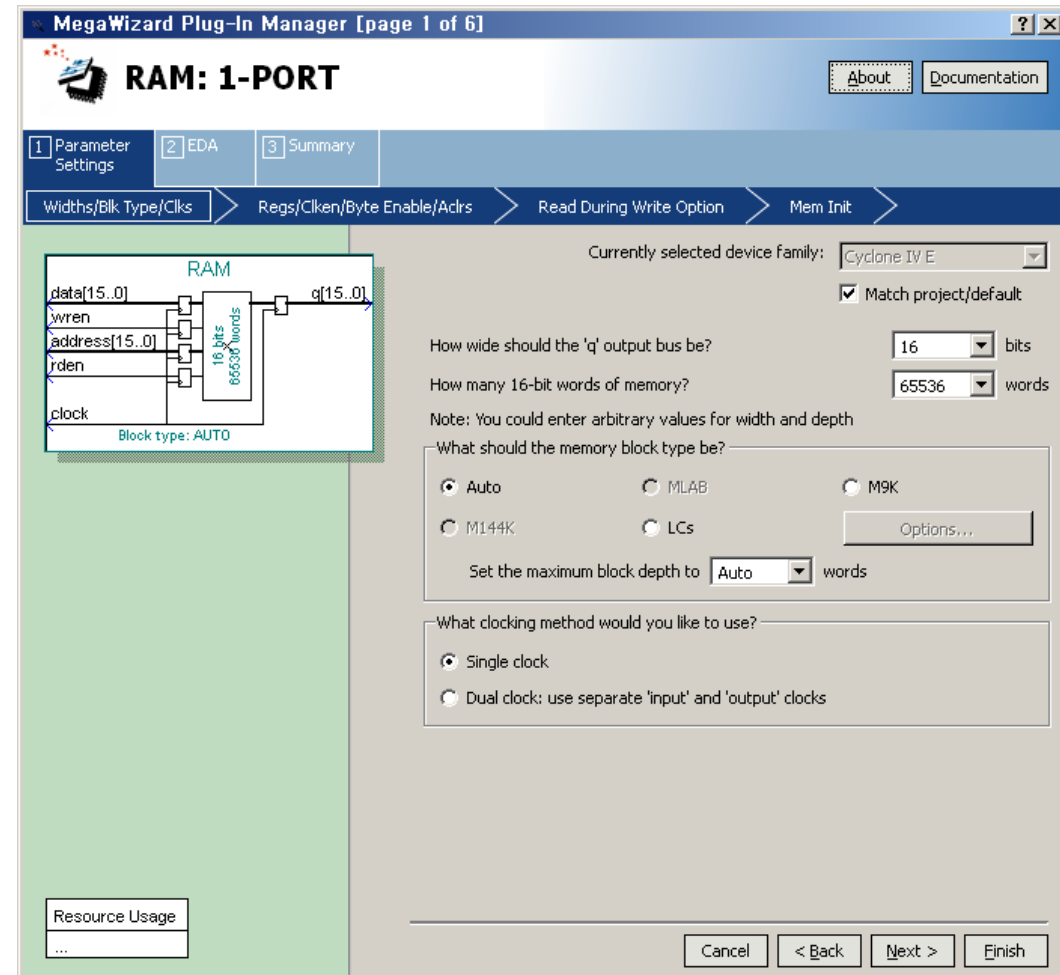 MegaWizard Plug-In Manager [page 1 of 6]
RAM: 1-PORT
About
Documentation
1 Parameter Settings
2 EDA
3 Summary
Widths/Blk Type/Clks
Regs/Clken/Byte Enable/Aclrs
Read During Write Option
Mem Init
RAM
data[15..0]
q[15..0]
wren
address[15..0]
rden
16 bits
65536 words
clock
Block type: AUTO
Currently selected device family:
Cyclone IV E
Match project/default
How wide should the 'q' output bus be?
16
bits
How many 16-bit words of memory?
65536
words
Note: You could enter arbitrary values for width and depth
What should the memory block type be?
Auto
MLAB
M9K
M144K
LCs
Options...
Set the maximum block depth to
Auto
words
What clocking method would you like to use?
Single clock
Dual clock: use separate 'input' and 'output' clocks
Resource Usage
...
Cancel
< Back
Next >
Finish